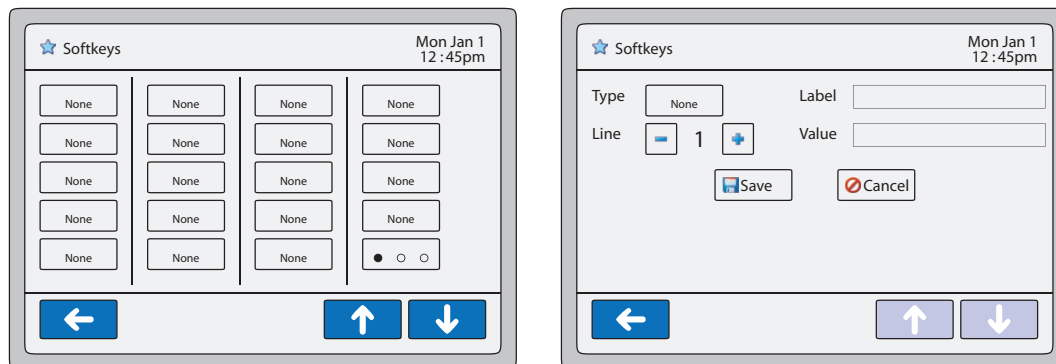 Softkeys
Mon Jan 1
12 :45pm
None None None None
None None None None
None None None None
None None None None
None None None
Softkeys
Mon Jan 1
12 :45pm
Type None Label
Line 1 Value
Save Cancel